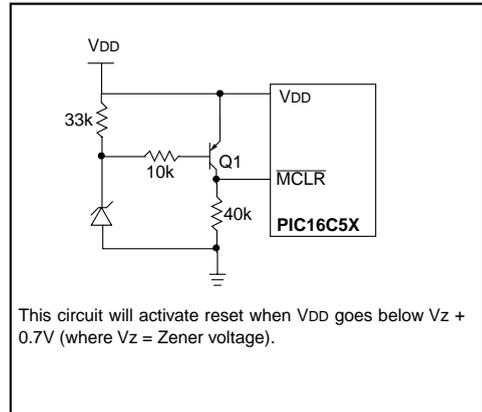 VDD
VDD
33k
Q1
10k
MCLR
40k
PIC16C5X
This circuit will activate reset when VDD goes below Vz +
0.7V (where Vz = Zener voltage).